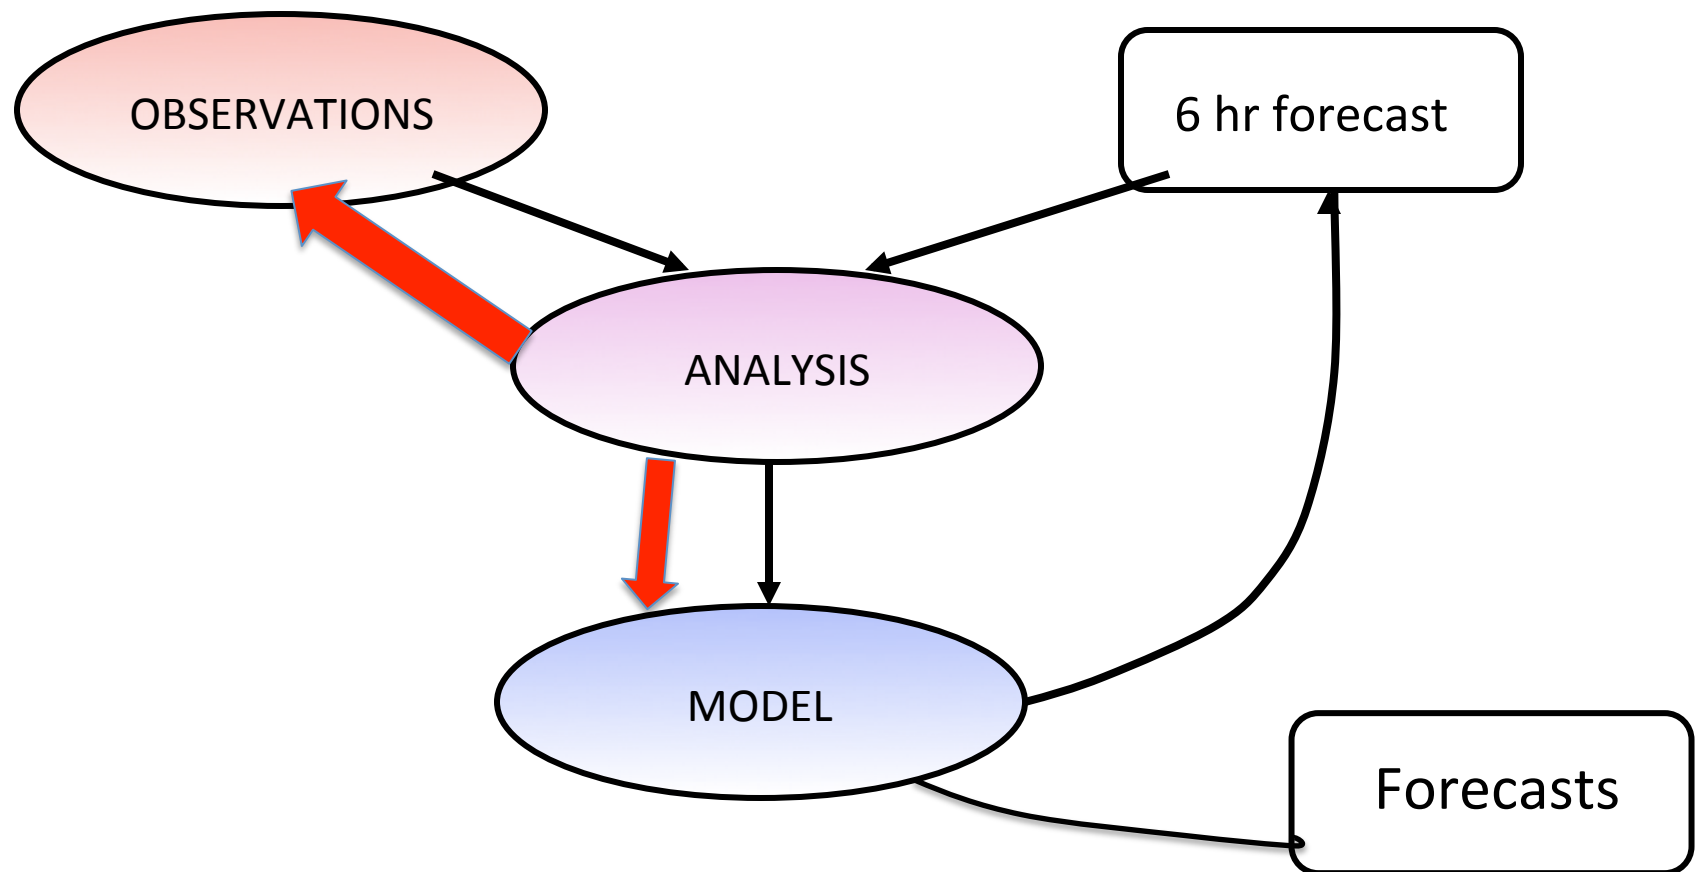 OBSERVATIONS
6 hr forecast
ANALYSIS
MODEL
Forecasts